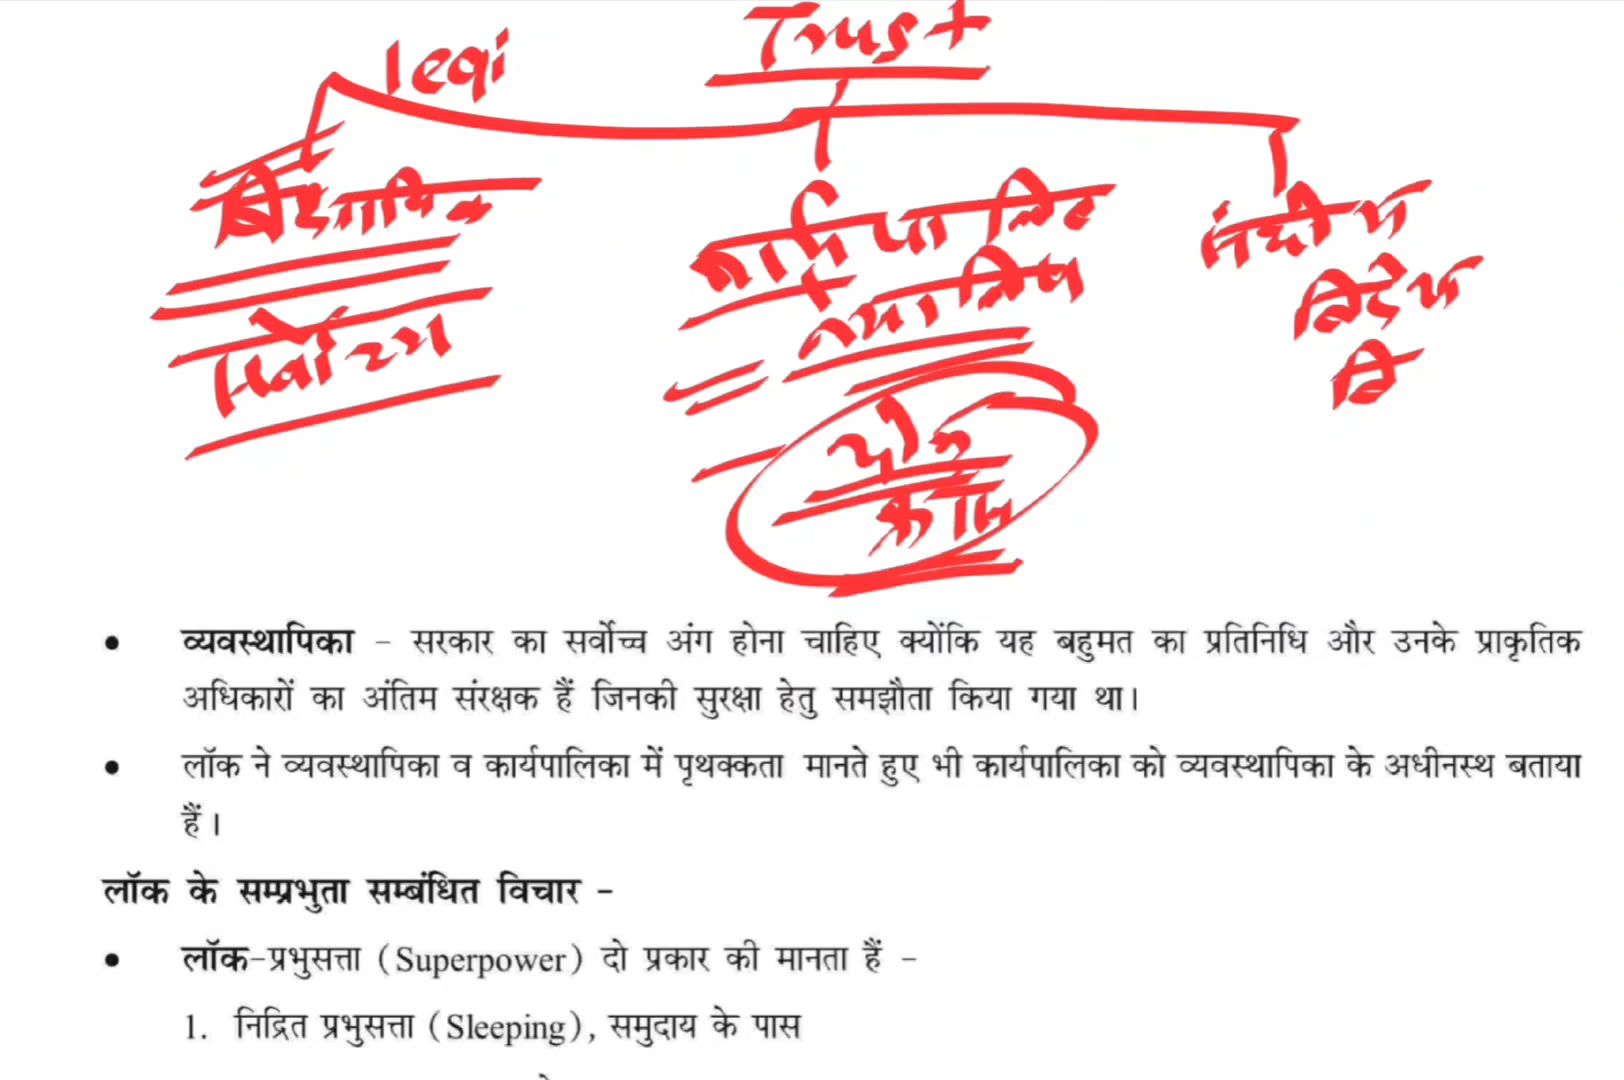 Trust
legi
कार्यपालिका
संघीय
सर्वोच्च
न्यायालय
व्यवस्थापिका – सरकार का सर्वोच्च अंग होना चाहिए क्योंकि यह बहुमत का प्रतिनिधि और उनके प्राकृतिक
अधिकारों का अंतिम संरक्षक हैं जिनकी सुरक्षा हेतु समझौता किया गया था।
लॉक ने व्यवस्थापिका व कार्यपालिका में पृथक्कता मानते हुए भी कार्यपालिका को व्यवस्थापिका के अधीनस्थ बताया
हैं।
लॉक के सम्प्रभुता सम्बंधित विचार –
लॉक–प्रभुसत्ता (Superpower) दो प्रकार की मानता हैं –
1. निद्रित प्रभुसत्ता (Sleeping), समुदाय के पास